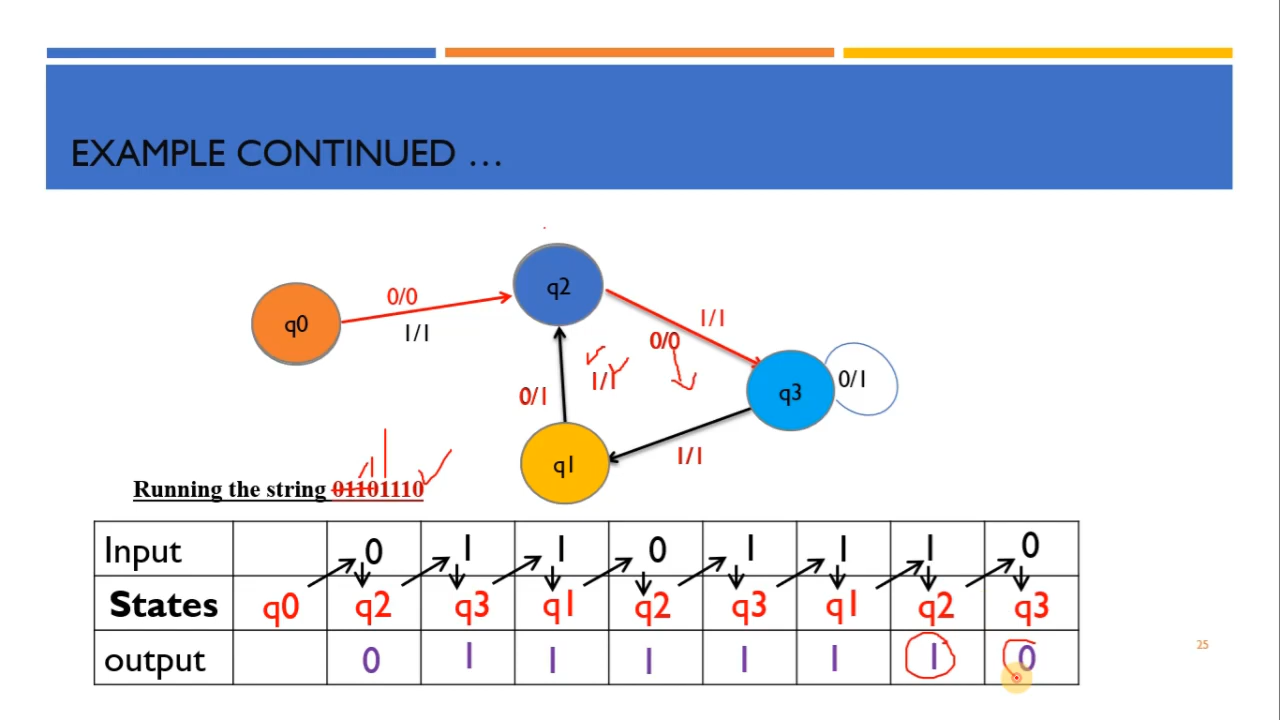 EXAMPLE CONTINUED ...
q2
0/0
q0
1/1
1/1
0/0
1/1
0/1
q3
0/1
q1
1/1
Running the string 01101110
Input 0 1 1 0 1 1 1 0
States q0 q2 q3 q1 q2 q3 q1 q2 q3
output 0 1 1 1 1 1 1 0
25